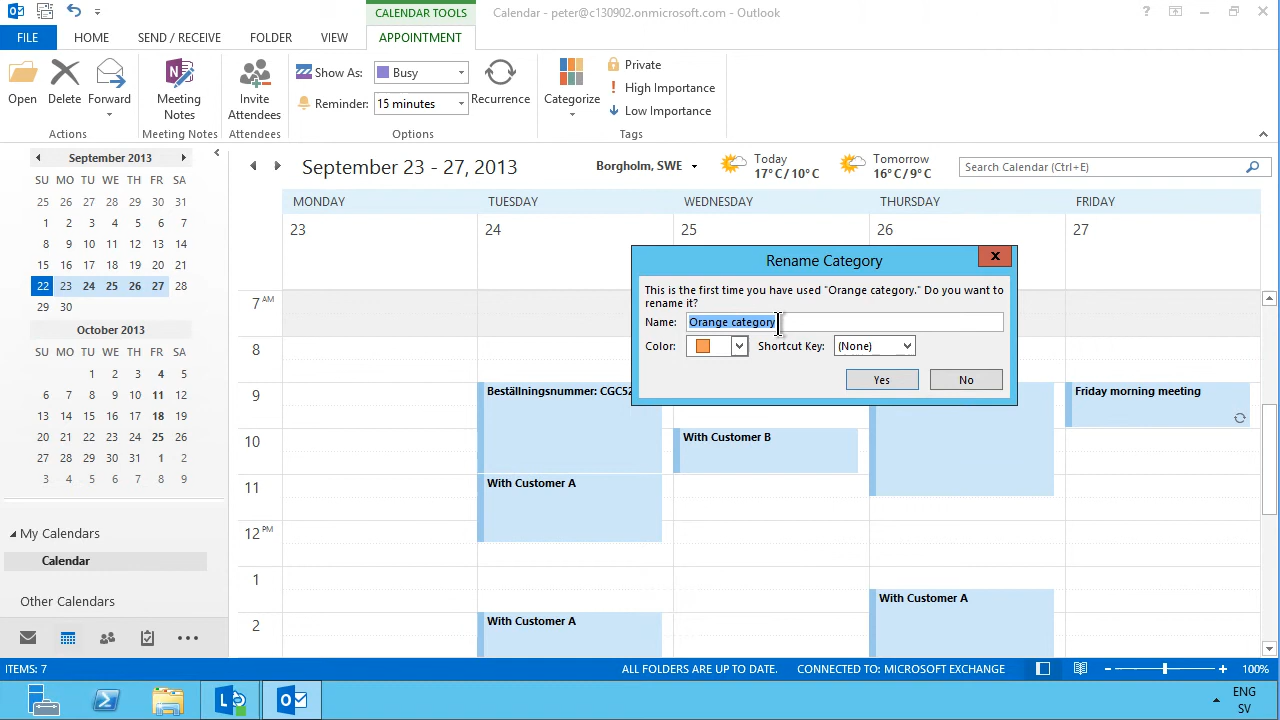 CALENDAR TOOLS
Calendar - peter@c130902.onmicrosoft.com - Outlook
FILE HOME SEND / RECEIVE FOLDER VIEW APPOINTMENT
Open Delete Forward
Meeting Notes
Invite Attendees
Show As: Busy
Reminder: 15 minutes
Recurrence
Categorize
Private
High Importance
Low Importance
Actions Meeting Notes Attendees Options Tags
September 2013
SU MO TU WE TH FR SA
25 26 27 28 29 30 31
1 2 3 4 5 6 7
8 9 10 11 12 13 14
15 16 17 18 19 20 21
22 23 24 25 26 27 28
29 30
October 2013
1 2 3 4 5
6 7 8 9 10 11 12
13 14 15 16 17 18 19
20 21 22 23 24 25 26
27 28 29 30 31 1 2
3 4 5 6 7 8 9
My Calendars
Calendar
Other Calendars
September 23 - 27, 2013
Borgholm, SWE
Today
17°C / 10°C
Tomorrow
16°C / 9°C
Search Calendar (Ctrl+E)
MONDAY TUESDAY WEDNESDAY THURSDAY FRIDAY
23 24 25 26 27
7 AM
8
9
10
11
12 PM
1
2
Beställningsnummer: CGC52
With Customer A
With Customer A
With Customer B
With Customer A
Friday morning meeting
Rename Category
This is the first time you have used "Orange category." Do you want to
rename it?
Name: Orange category
Color: Shortcut Key: (None)
Yes No
ITEMS: 7
ALL FOLDERS ARE UP TO DATE. CONNECTED TO: MICROSOFT EXCHANGE 100%
ENG
SV